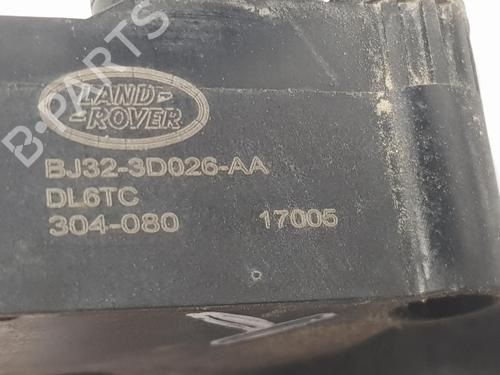 B-PARTS
LAND-
-ROVER
BJ32-3D026-AA
DL6TC
304-080 17005